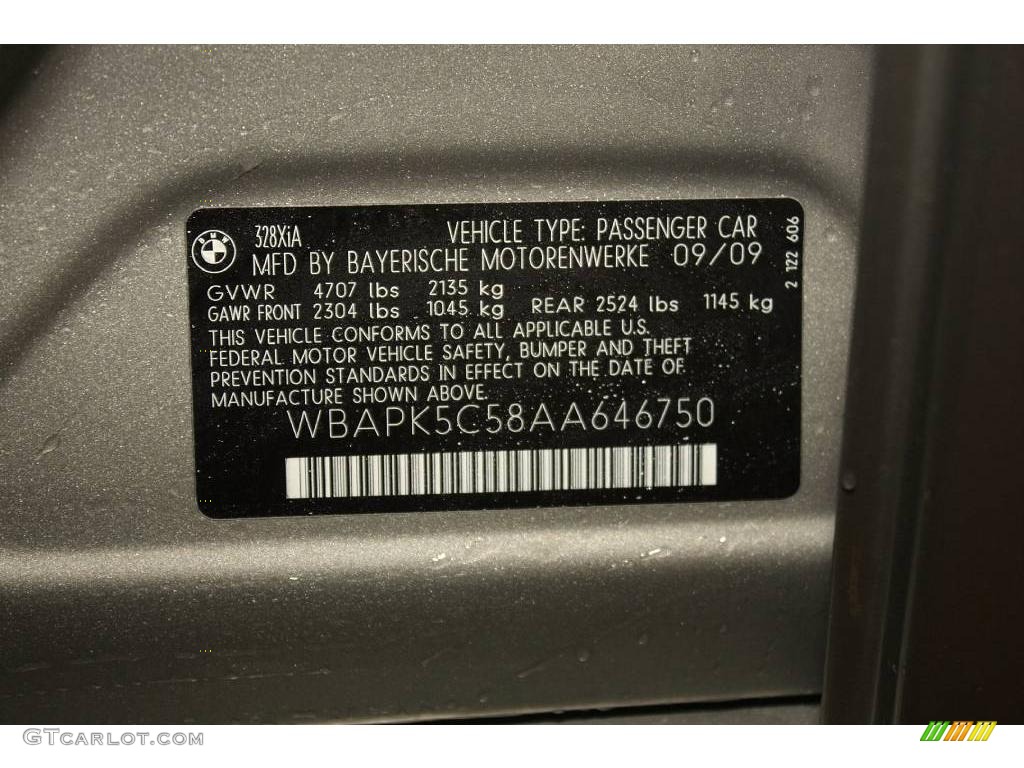 BMW
328XiA VEHICLE TYPE: PASSENGER CAR
MFD BY BAYERISCHE MOTORENWERKE 09/09
GVWR 4707 lbs 2135 kg
GAWR FRONT 2304 lbs 1045 kg REAR 2524 lbs 1145 kg
THIS VEHICLE CONFORMS TO ALL APPLICABLE U.S.
FEDERAL MOTOR VEHICLE SAFETY, BUMPER AND THEFT
PREVENTION STANDARDS IN EFFECT ON THE DATE OF
MANUFACTURE SHOWN ABOVE.
WBAPK5C58AA646750
2 122 606
GTCARLOT.COM